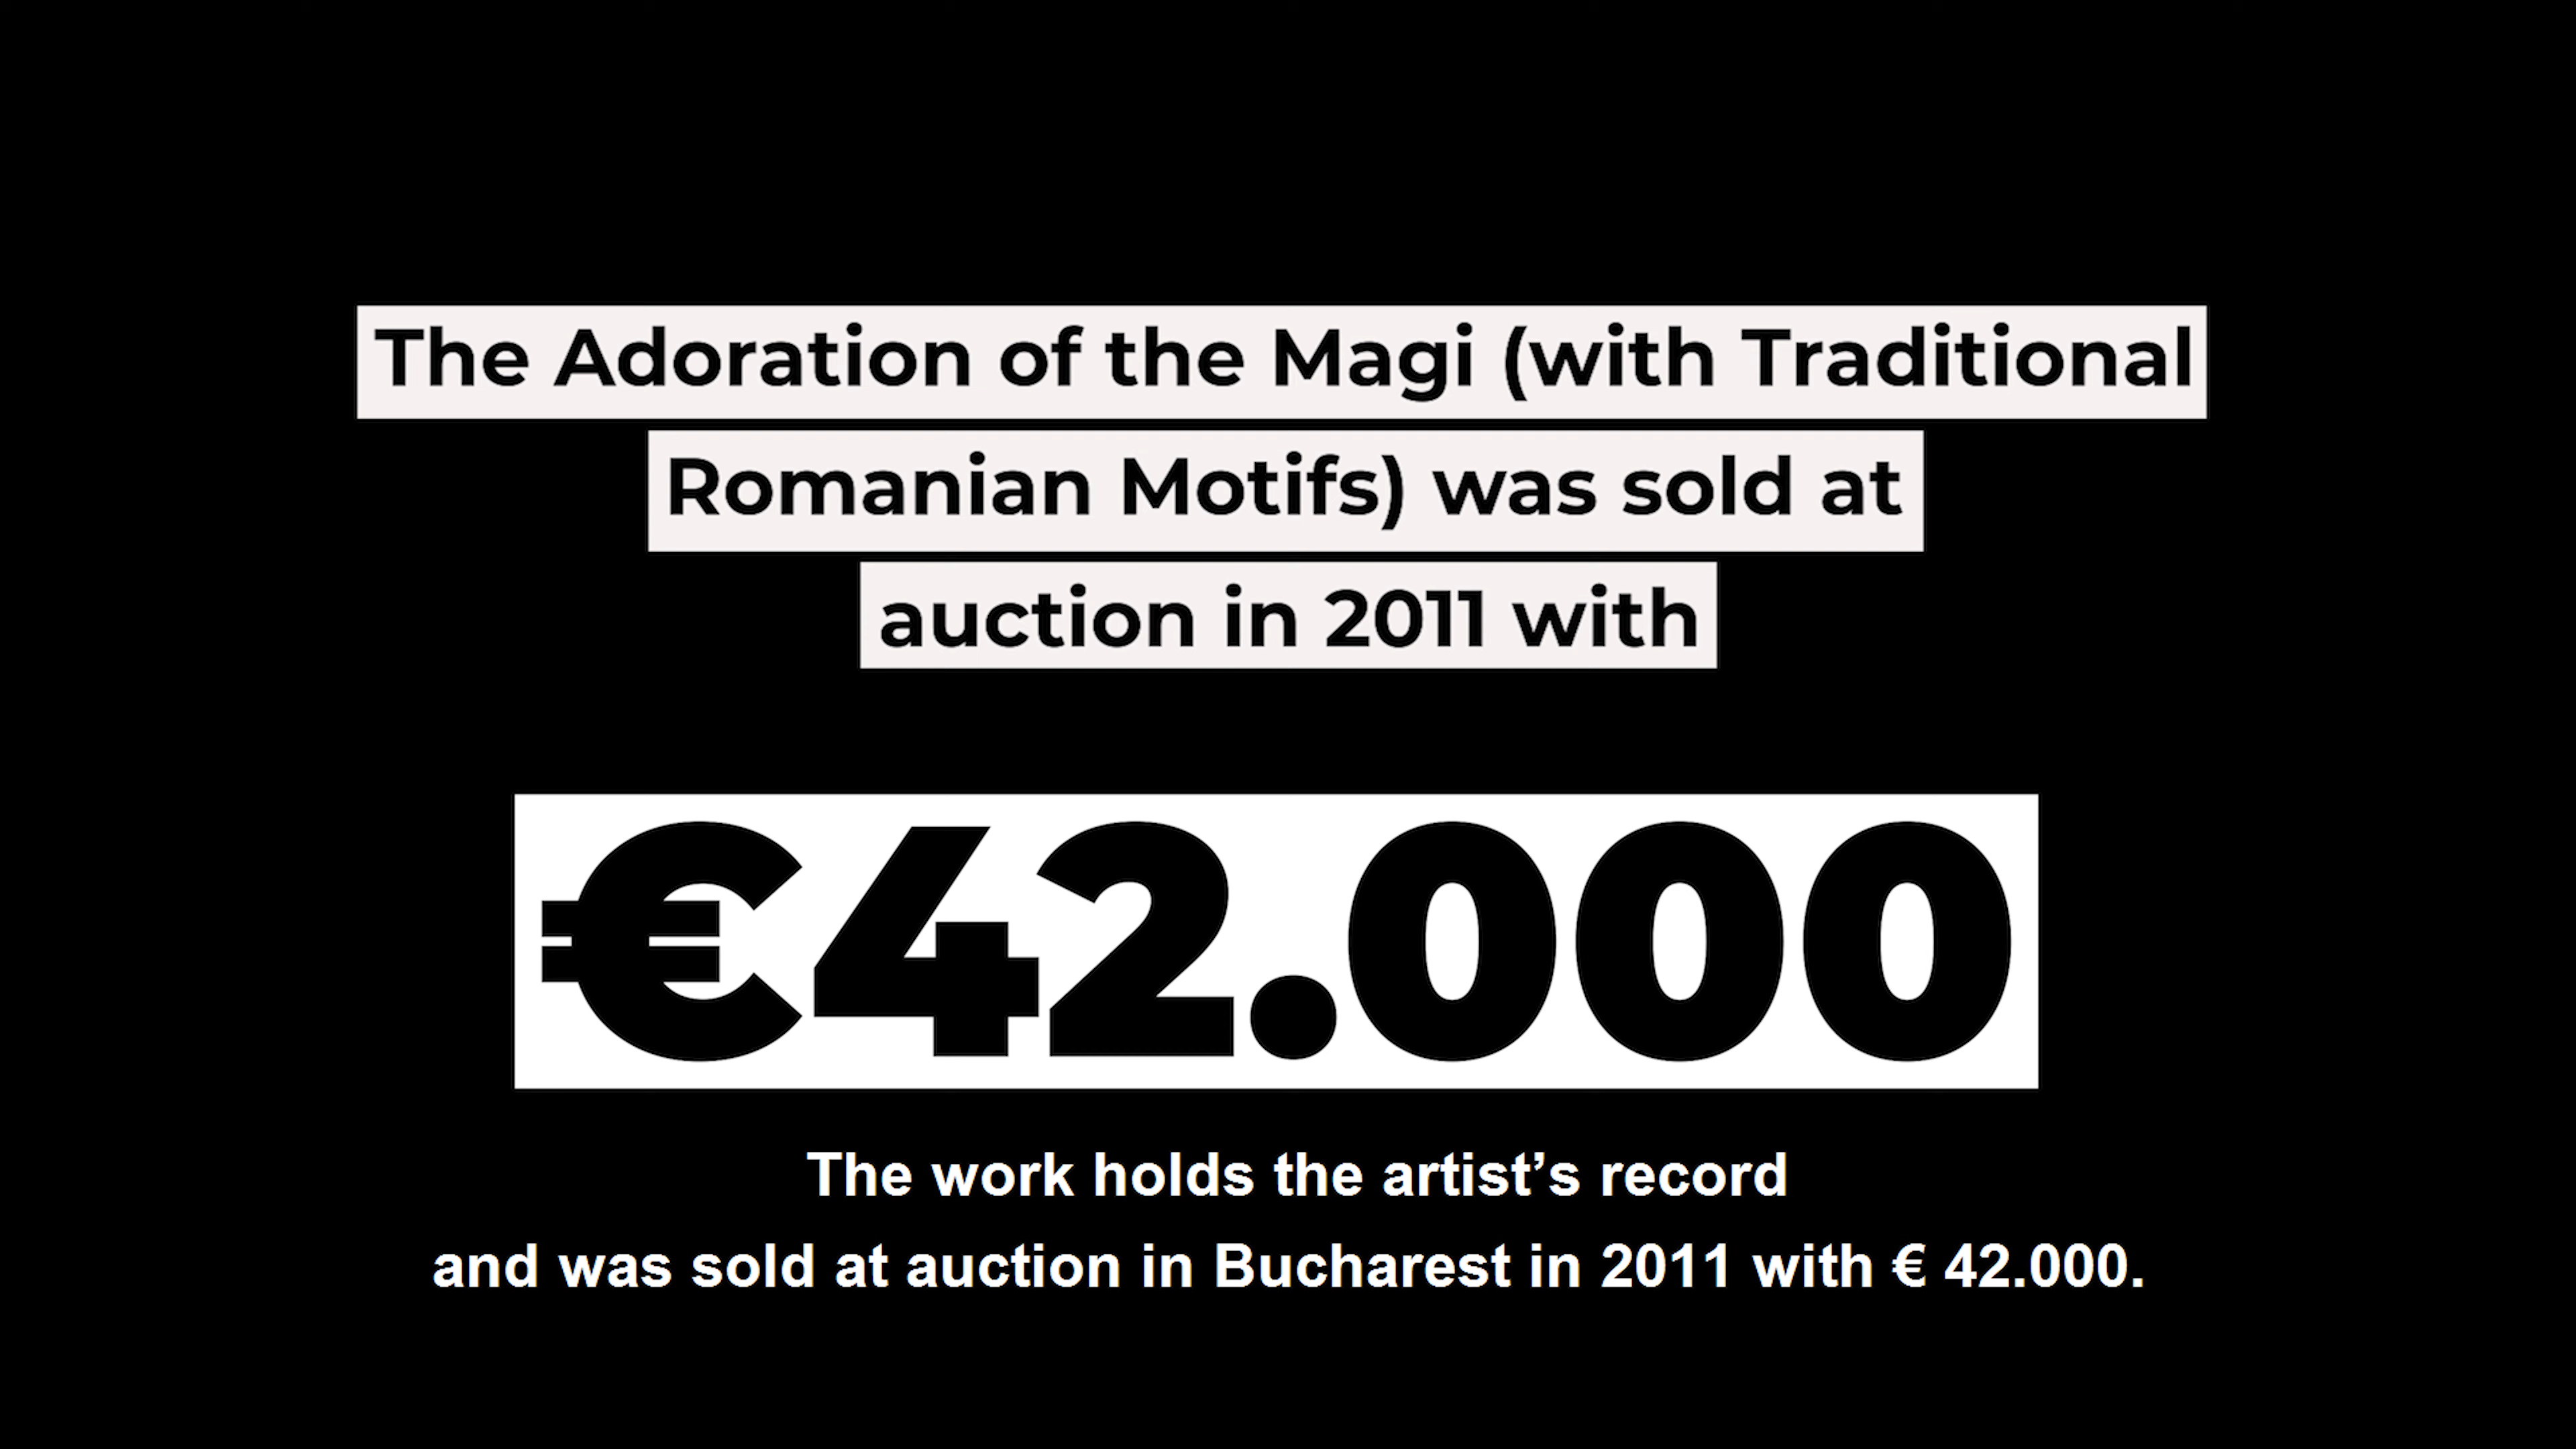 The Adoration of the Magi (with Traditional
Romanian Motifs) was sold at
auction in 2011 with
€42.000
The work holds the artist’s record
and was sold at auction in Bucharest in 2011 with € 42.000.